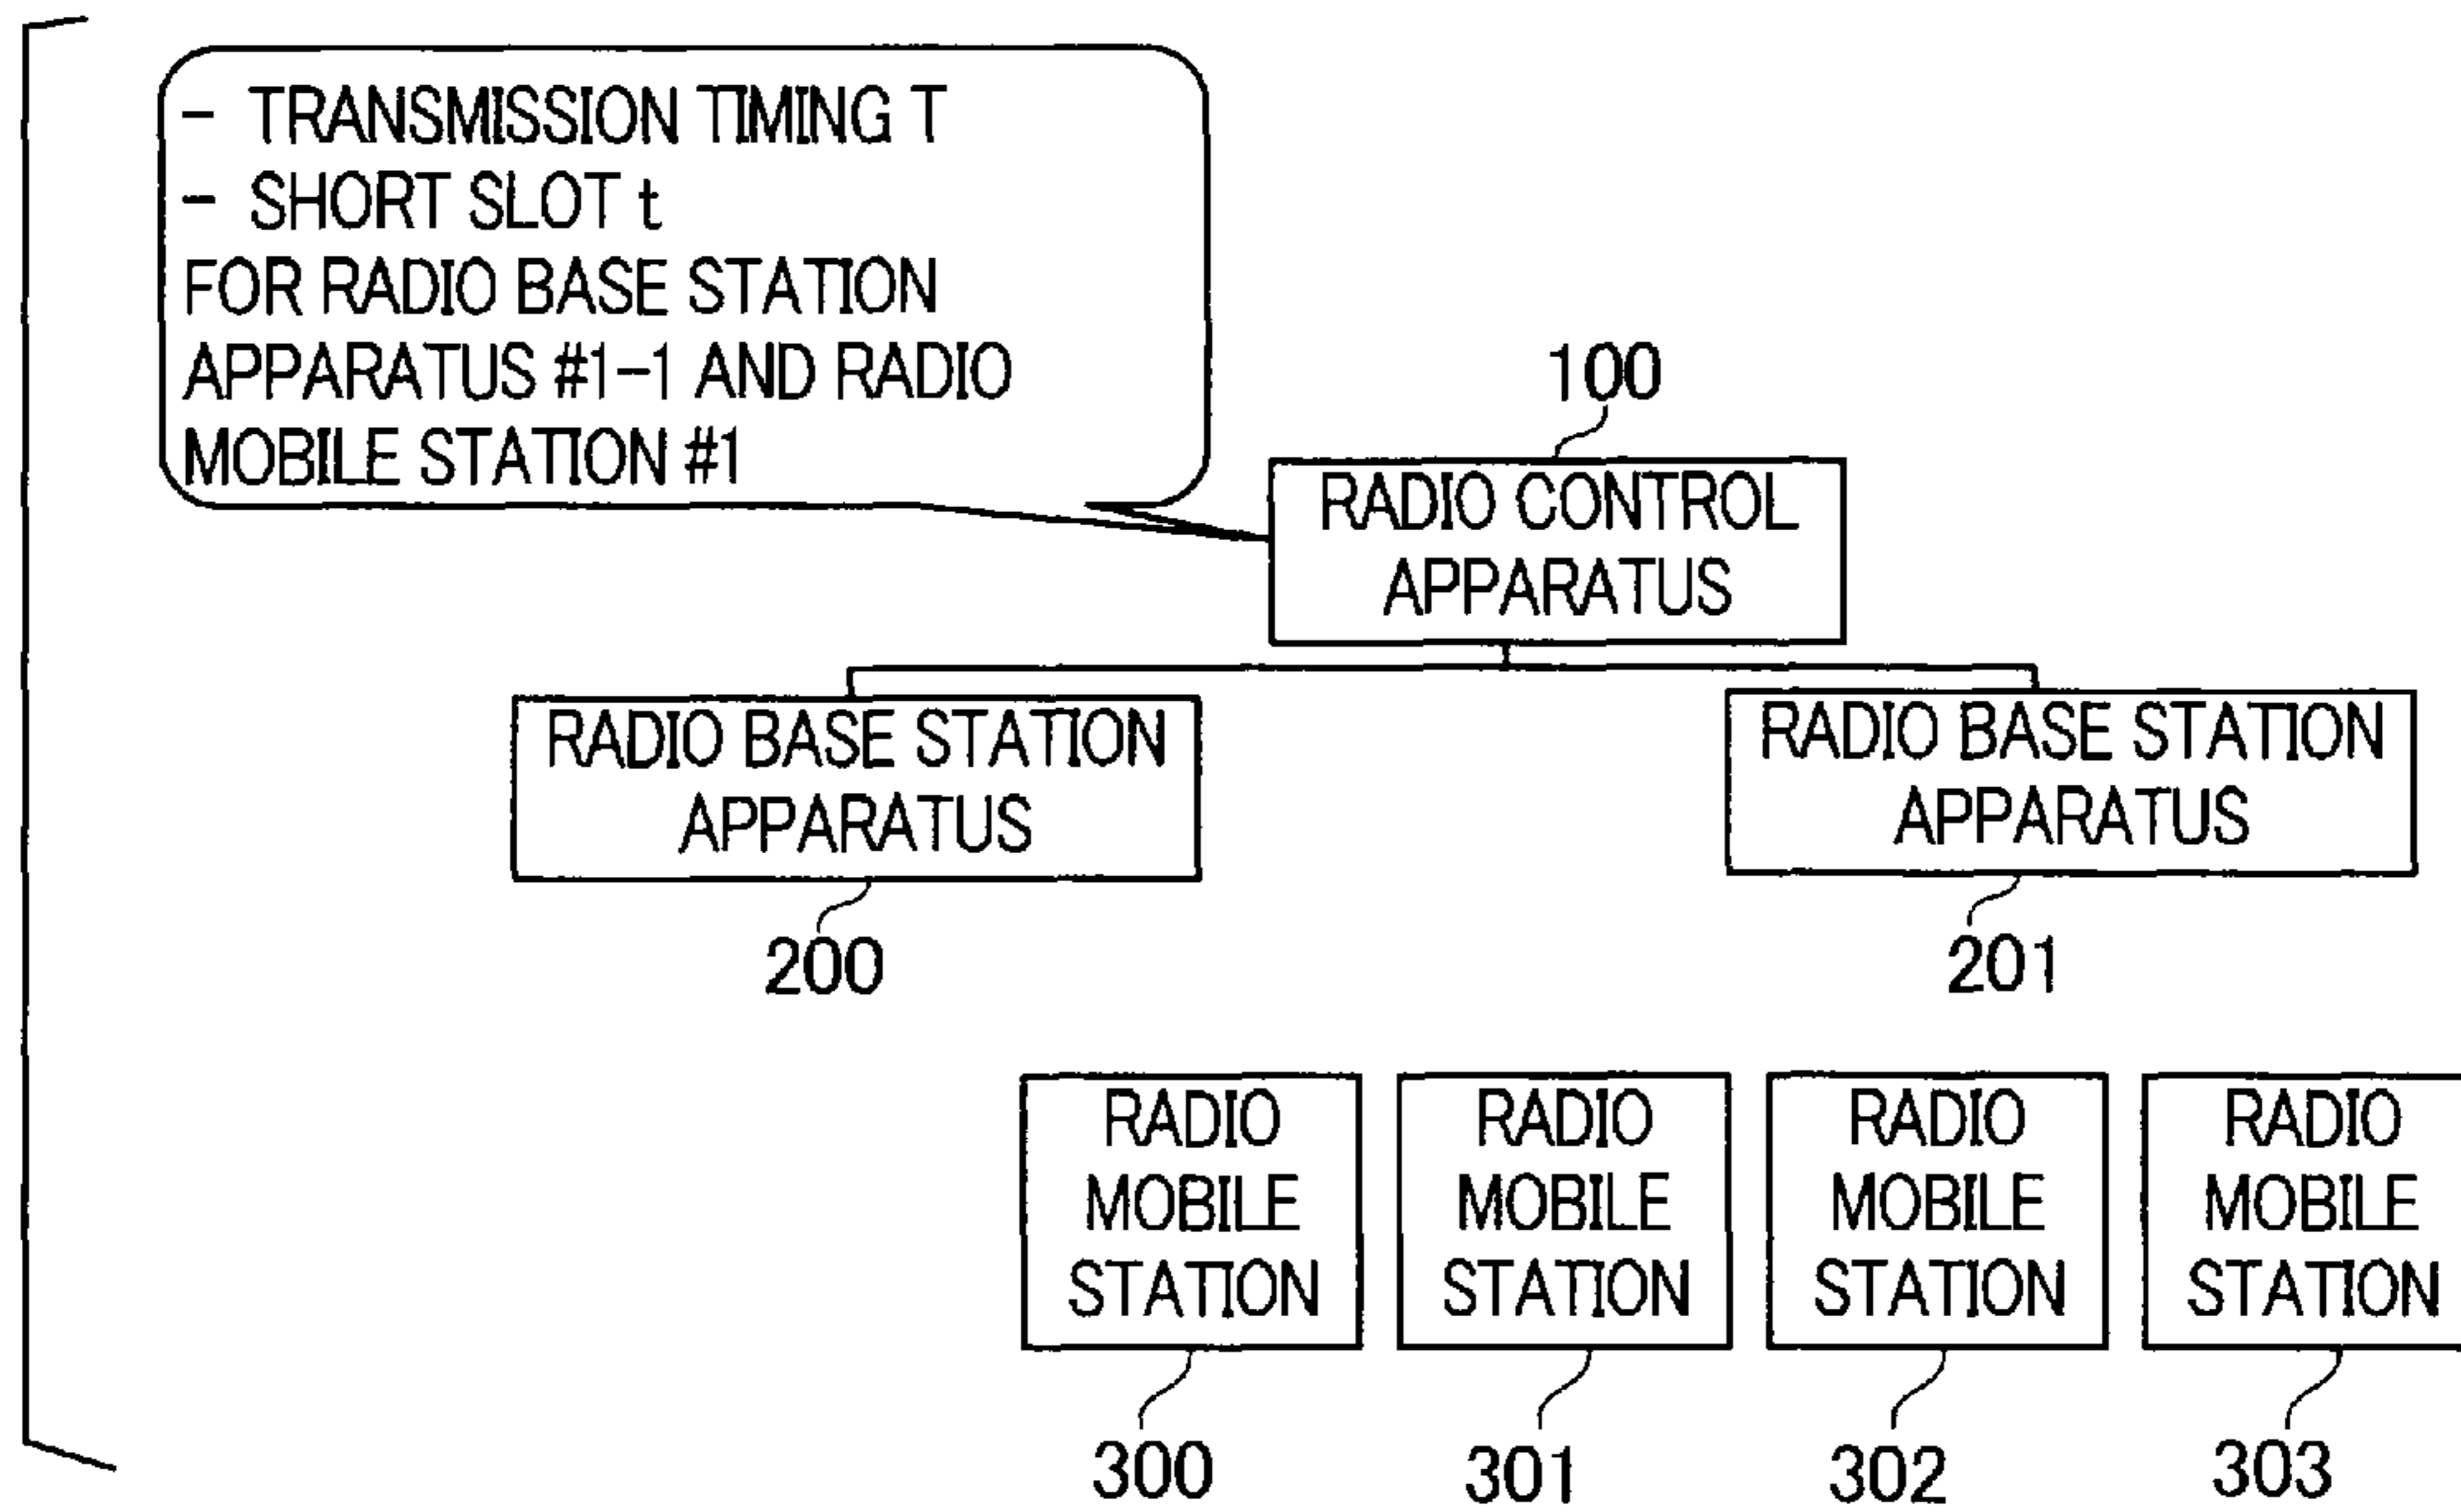 - TRANSMISSION TIMING T
- SHORT SLOT t
FOR RADIO BASE STATION
APPARATUS #1-1 AND RADIO
MOBILE STATION #1
100
RADIO CONTROL
APPARATUS
RADIO BASE STATION
APPARATUS
200
RADIO BASE STATION
APPARATUS
201
RADIO
MOBILE
STATION
300
RADIO
MOBILE
STATION
301
RADIO
MOBILE
STATION
302
RADIO
MOBILE
STATION
303